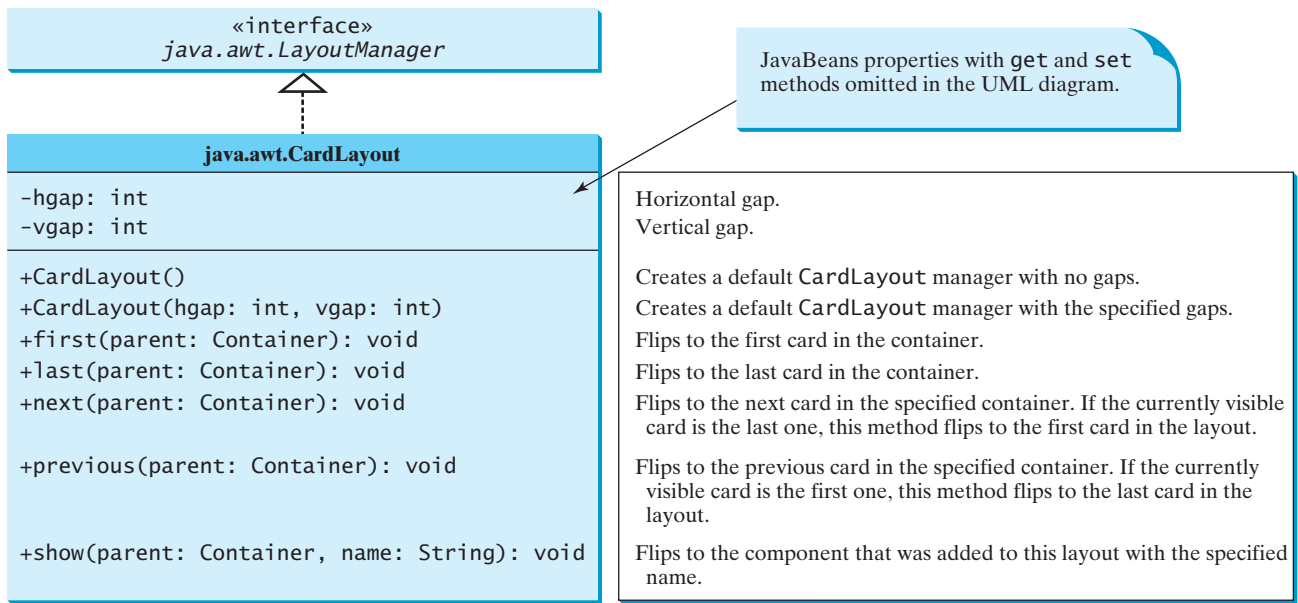 «interface»
java.awt.LayoutManager
JavaBeans properties with get and set
methods omitted in the UML diagram.
java.awt.CardLayout
-hgap: int
-vgap: int
Horizontal gap.
Vertical gap.
+CardLayout()
Creates a default CardLayout manager with no gaps.
+CardLayout(hgap: int, vgap: int)
Creates a default CardLayout manager with the specified gaps.
+first(parent: Container): void
Flips to the first card in the container.
+last(parent: Container): void
Flips to the last card in the container.
+next(parent: Container): void
Flips to the next card in the specified container. If the currently visible
card is the last one, this method flips to the first card in the layout.
+previous(parent: Container): void
Flips to the previous card in the specified container. If the currently
visible card is the first one, this method flips to the last card in the
layout.
+show(parent: Container, name: String): void
Flips to the component that was added to this layout with the specified
name.